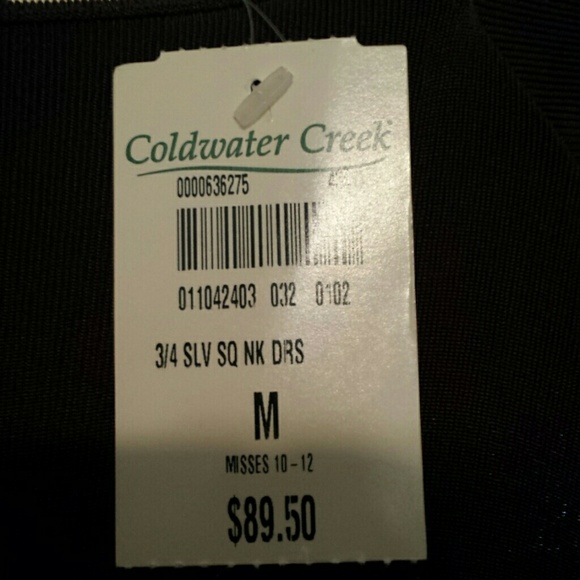 Coldwater Creek
0000636275
011042403 032 0102
3/4 SLV SQ NK DRS
M
MISSES 10-12
$89.50